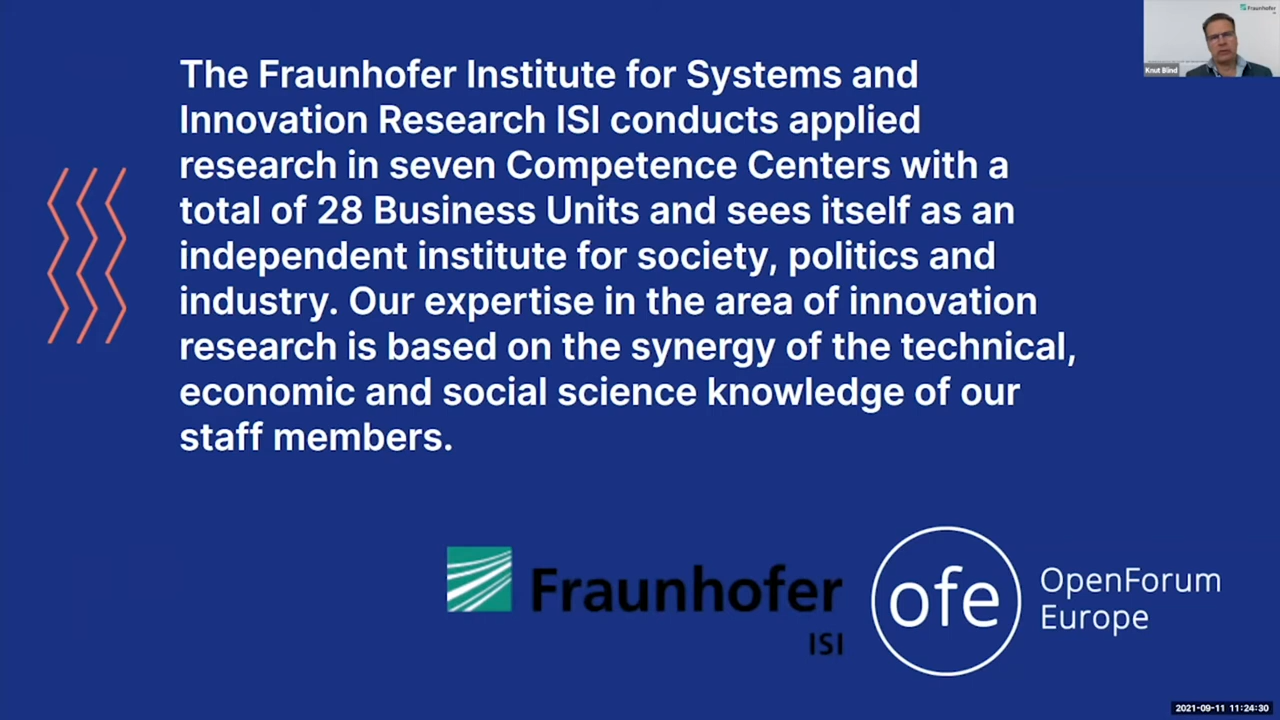 Fraunhofer
Knut Blind
The Fraunhofer Institute for Systems and
Innovation Research ISI conducts applied
research in seven Competence Centers with a
total of 28 Business Units and sees itself as an
independent institute for society, politics and
industry. Our expertise in the area of innovation
research is based on the synergy of the technical,
economic and social science knowledge of our
staff members.
Fraunhofer
ISI
ofe
OpenForum
Europe
2021-09-11 11:24:30